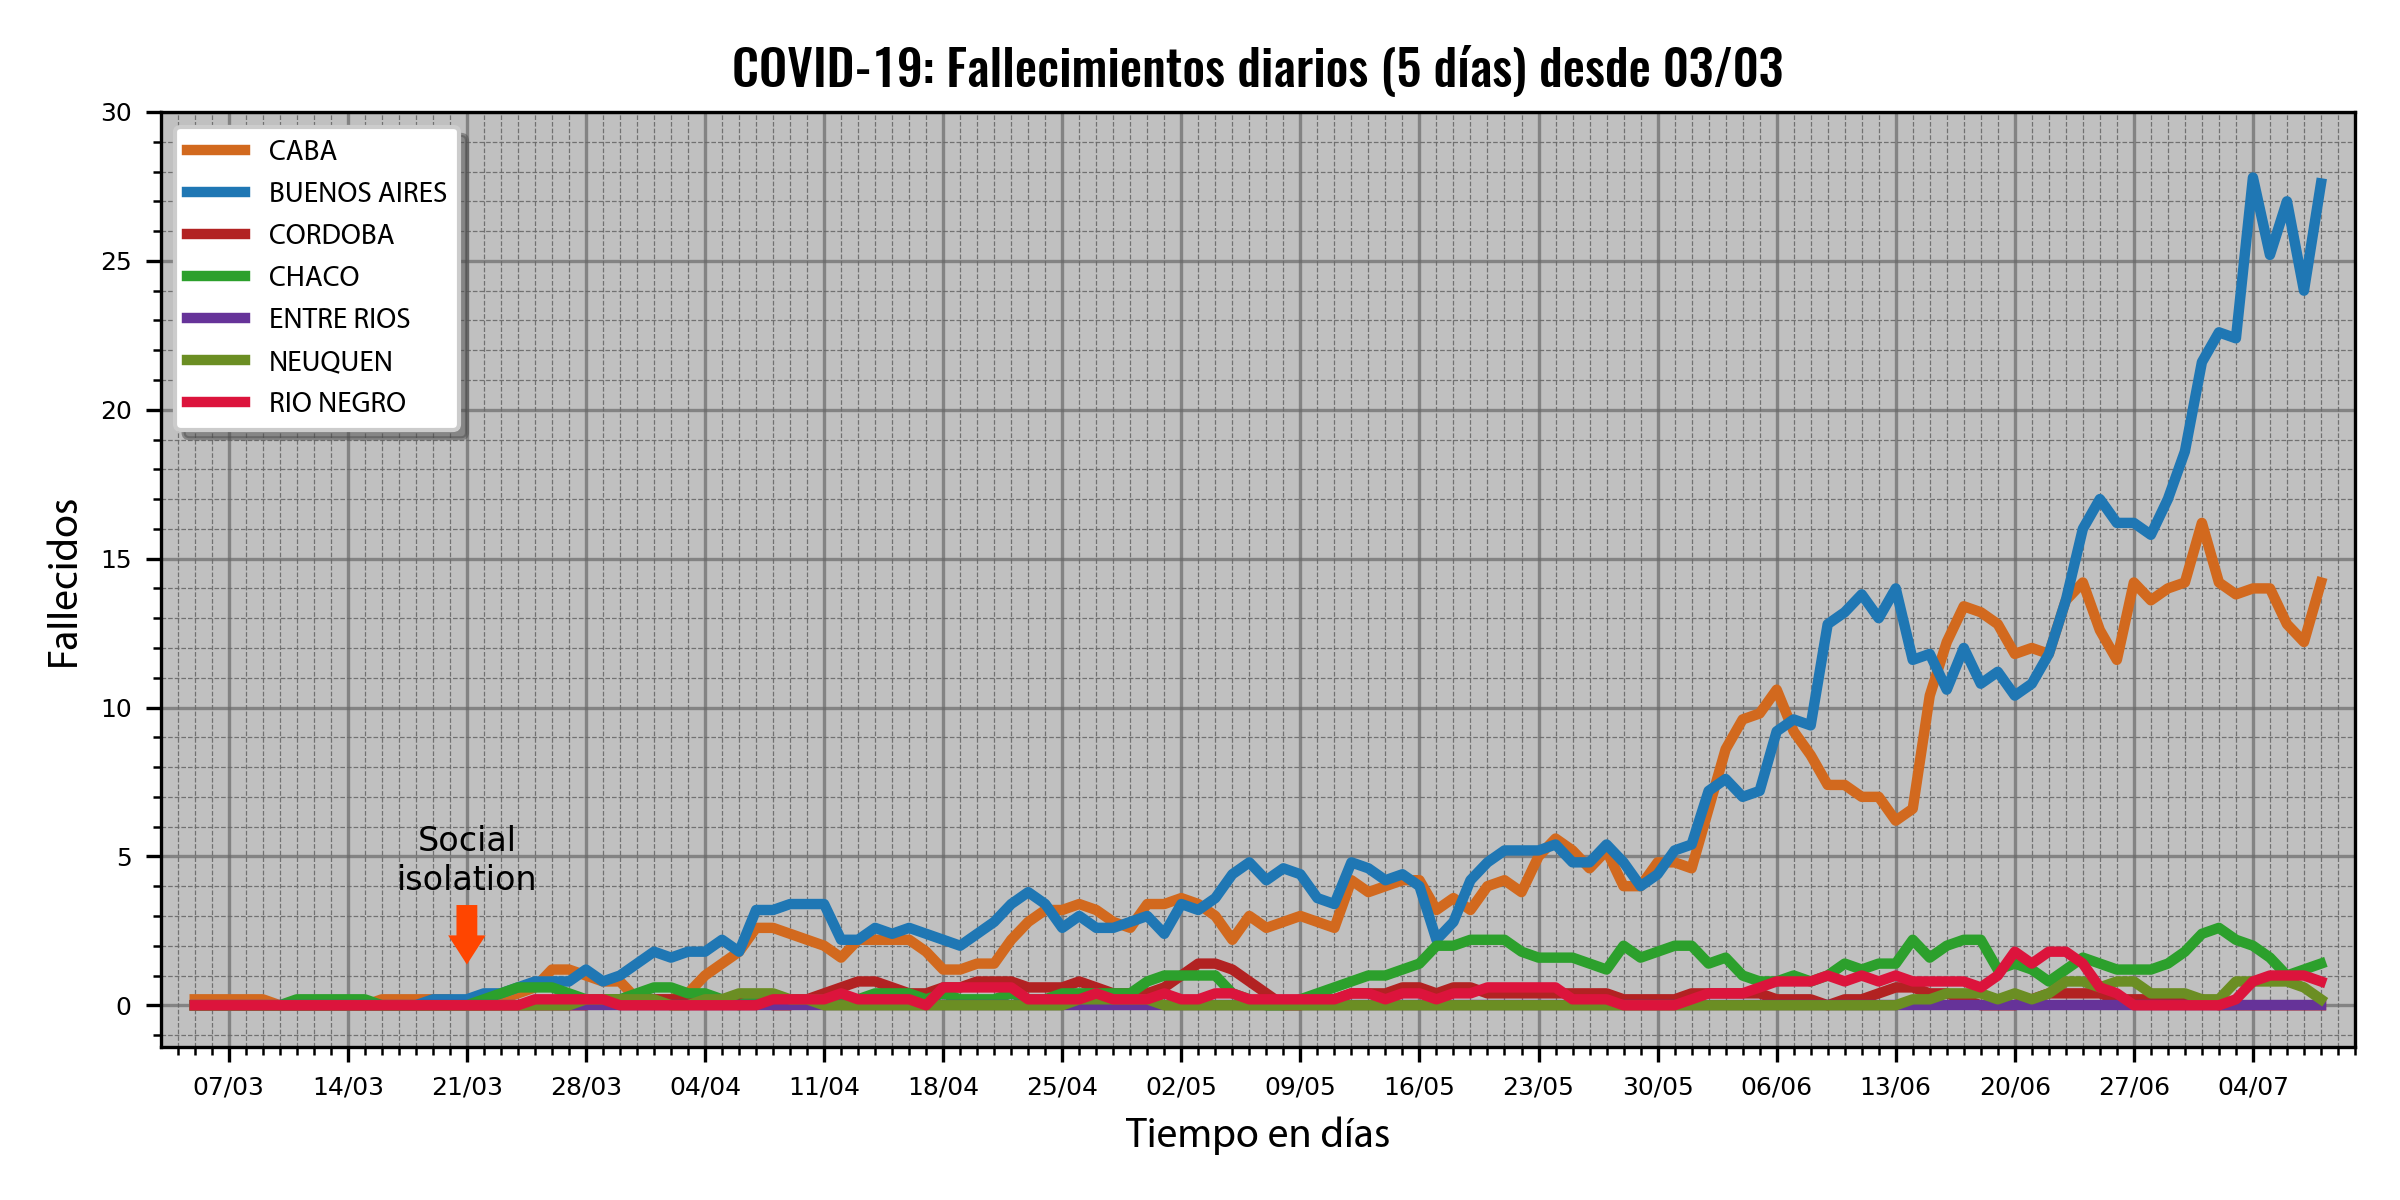 COVID-19: Fallecimientos diarios (5 días) desde 03/03
30
25
20
15
10
5
0
Fallecidos
CABA
BUENOS AIRES
CORDOBA
CHACO
ENTRE RIOS
NEUQUEN
RIO NEGRO
Social
isolation
07/03 14/03 21/03 28/03 04/04 11/04 18/04 25/04 02/05 09/05 16/05 23/05 30/05 06/06 13/06 20/06 27/06 04/07
Tiempo en días